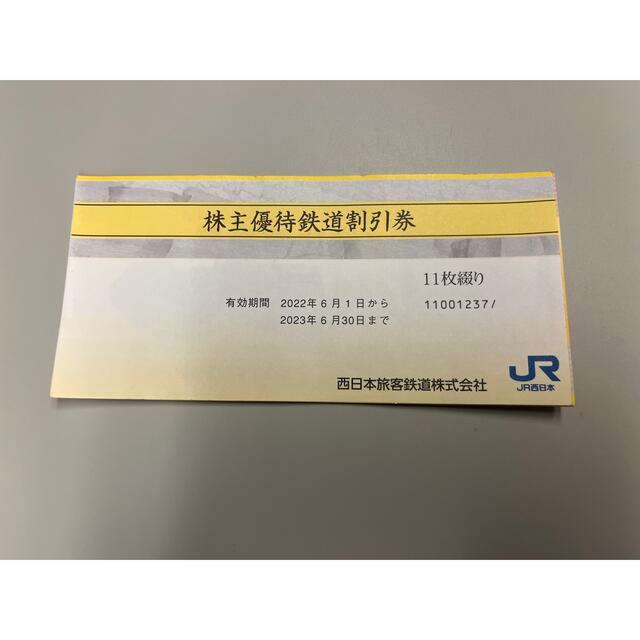 株主優待鉄道割引券
11枚綴り
有効期間 2022年6月1日から 11001237/
2023年6月30日まで
西日本旅客鉄道株式会社
JR
JR西日本